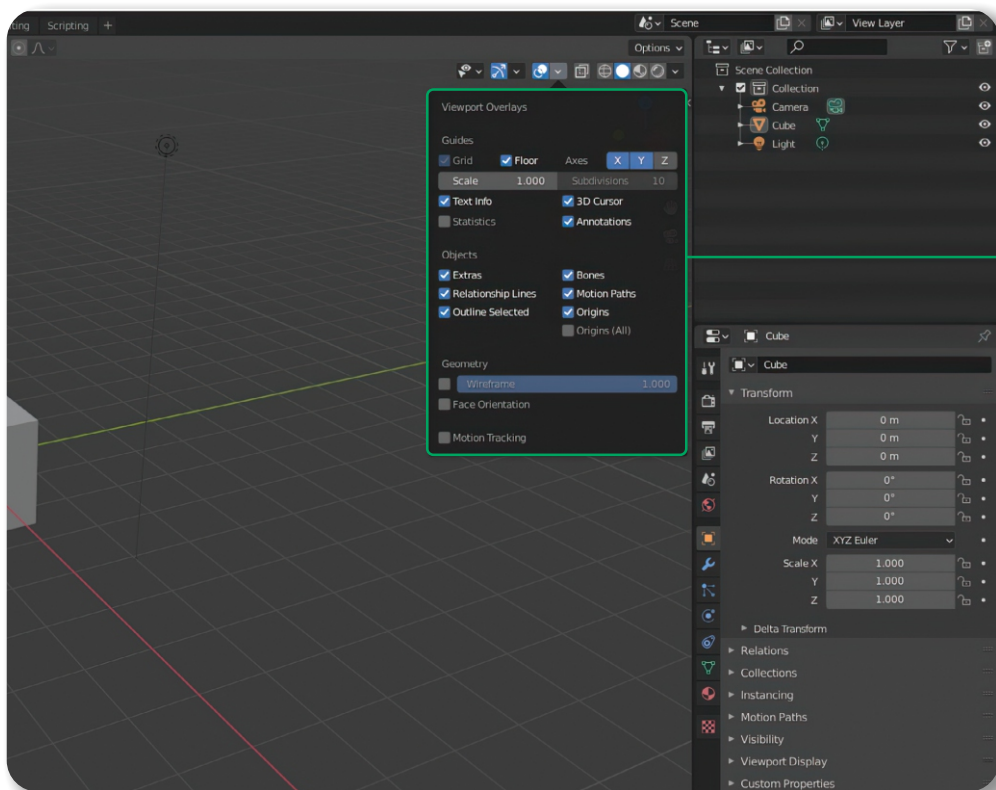 ting Scripting +
Scene
View Layer
Options
Viewport Overlays
Guides
Grid Floor Axes X Y Z
Scale 1.000 Subdivisions 10
Text Info 3D Cursor
Statistics Annotations
Objects
Extras Bones
Relationship Lines Motion Paths
Outline Selected Origins
Origins (All)
Geometry
Wireframe 1.000
Face Orientation
Motion Tracking
Scene Collection
Collection
Camera
Cube
Light
Cube
Cube
Transform
Location X 0 m
Y 0 m
Z 0 m
Rotation X 0°
Y 0°
Z 0°
Mode XYZ Euler
Scale X 1.000
Y 1.000
Z 1.000
Delta Transform
Relations
Collections
Instancing
Motion Paths
Visibility
Viewport Display
Custom Properties